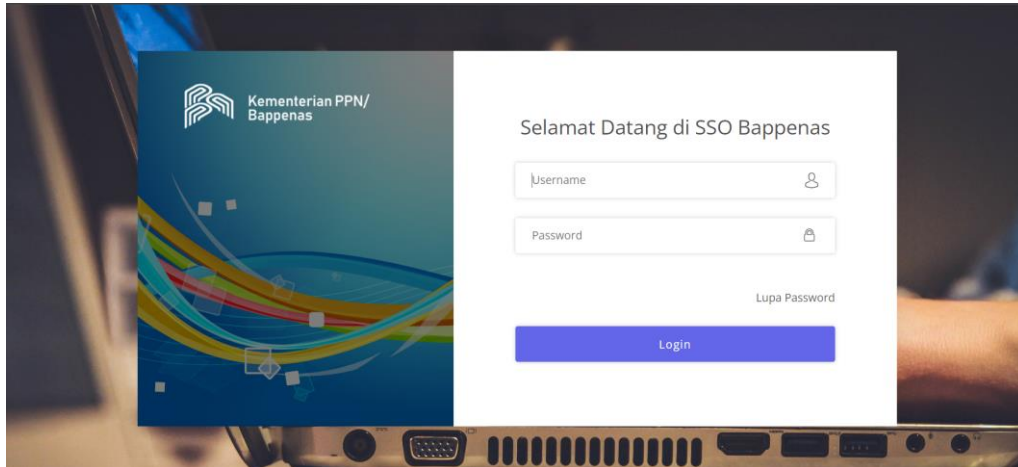 Kementerian PPN/
Bappenas
Selamat Datang di SSO Bappenas
Username
Password
Lupa Password
Login